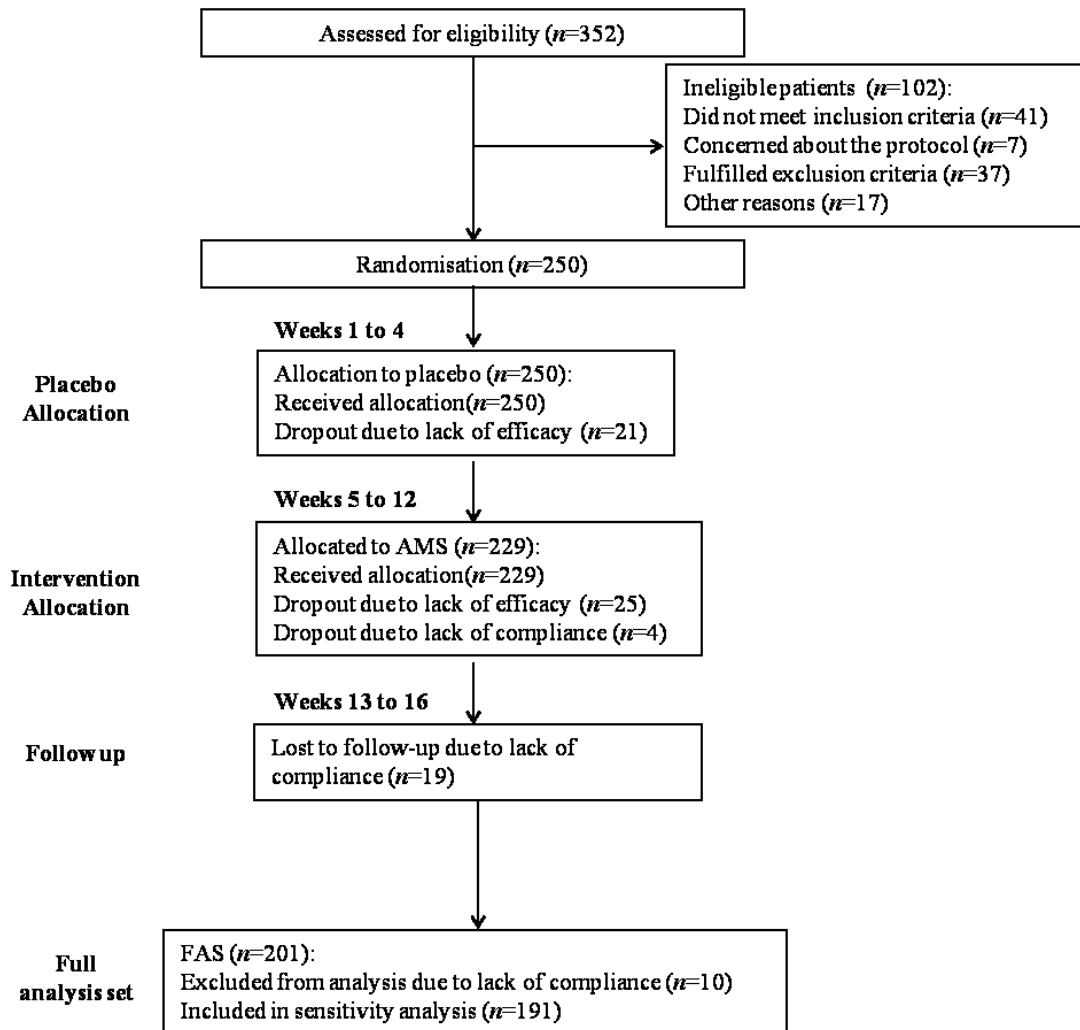 Assessed for eligibility (n=352)
Ineligible patients (n=102):
Did not meet inclusion criteria (n=41)
Concerned about the protocol (n=7)
Fulfilled exclusion criteria (n=37)
Other reasons (n=17)
Randomisation (n=250)
Weeks 1 to 4
Placebo
Allocation
Allocation to placebo (n=250):
Received allocation(n=250)
Dropout due to lack of efficacy (n=21)
Weeks 5 to 12
Intervention
Allocation
Allocated to AMS (n=229):
Received allocation(n=229)
Dropout due to lack of efficacy (n=25)
Dropout due to lack of compliance (n=4)
Weeks 13 to 16
Follow up
Lost to follow-up due to lack of
compliance (n=19)
Full
analysis set
FAS (n=201):
Excluded from analysis due to lack of compliance (n=10)
Included in sensitivity analysis (n=191)